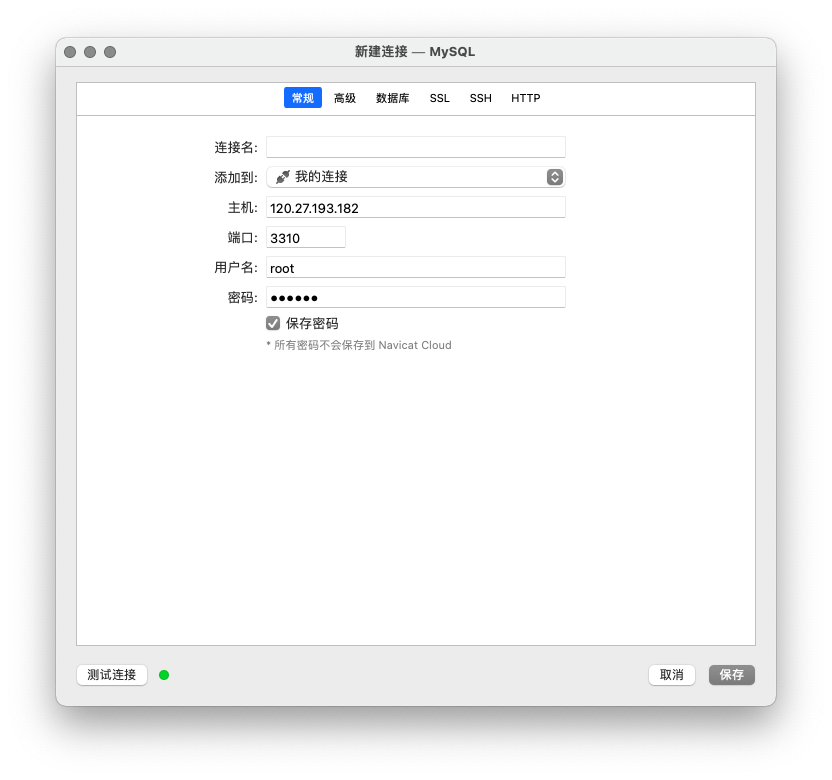 新建连接 — MySQL
常规 高级 数据库 SSL SSH HTTP
连接名:
添加到: 我的连接
主机: 120.27.193.182
端口: 3310
用户名: root
密码: ●●●●●●
保存密码
* 所有密码不会保存到 Navicat Cloud
测试连接 取消 保存